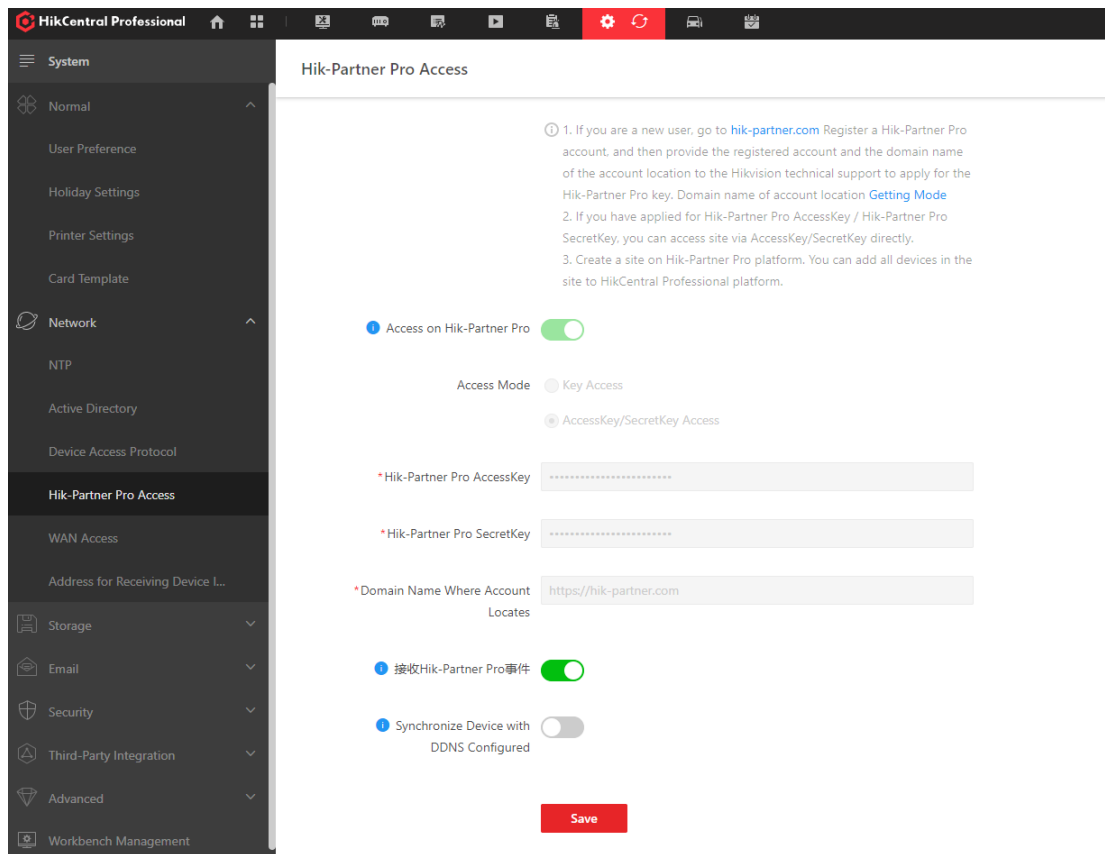 HikCentral Professional
System
Hik-Partner Pro Access
Normal
User Preference
Holiday Settings
Printer Settings
Card Template
Network
NTP
Active Directory
Device Access Protocol
Hik-Partner Pro Access
WAN Access
Address for Receiving Device I...
Storage
Email
Security
Third-Party Integration
Advanced
Workbench Management
1. If you are a new user, go to hik-partner.com Register a Hik-Partner Pro
account, and then provide the registered account and the domain name
of the account location to the Hikvision technical support to apply for the
Hik-Partner Pro key. Domain name of account location Getting Mode
2. If you have applied for Hik-Partner Pro AccessKey / Hik-Partner Pro
SecretKey, you can access site via AccessKey/SecretKey directly.
3. Create a site on Hik-Partner Pro platform. You can add all devices in the
site to HikCentral Professional platform.
Access on Hik-Partner Pro
Access Mode
Key Access
AccessKey/SecretKey Access
*Hik-Partner Pro AccessKey
*Hik-Partner Pro SecretKey
*Domain Name Where Account
Locates
https://hik-partner.com
接收Hik-Partner Pro事件
Synchronize Device with
DDNS Configured
Save